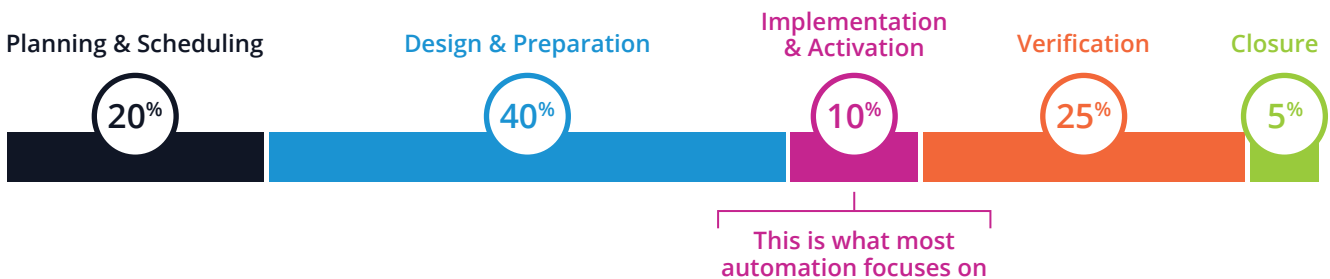 Planning & Scheduling
Design & Preparation
Implementation
& Activation
Verification
Closure
20%
40%
10%
25%
5%
This is what most
automation focuses on